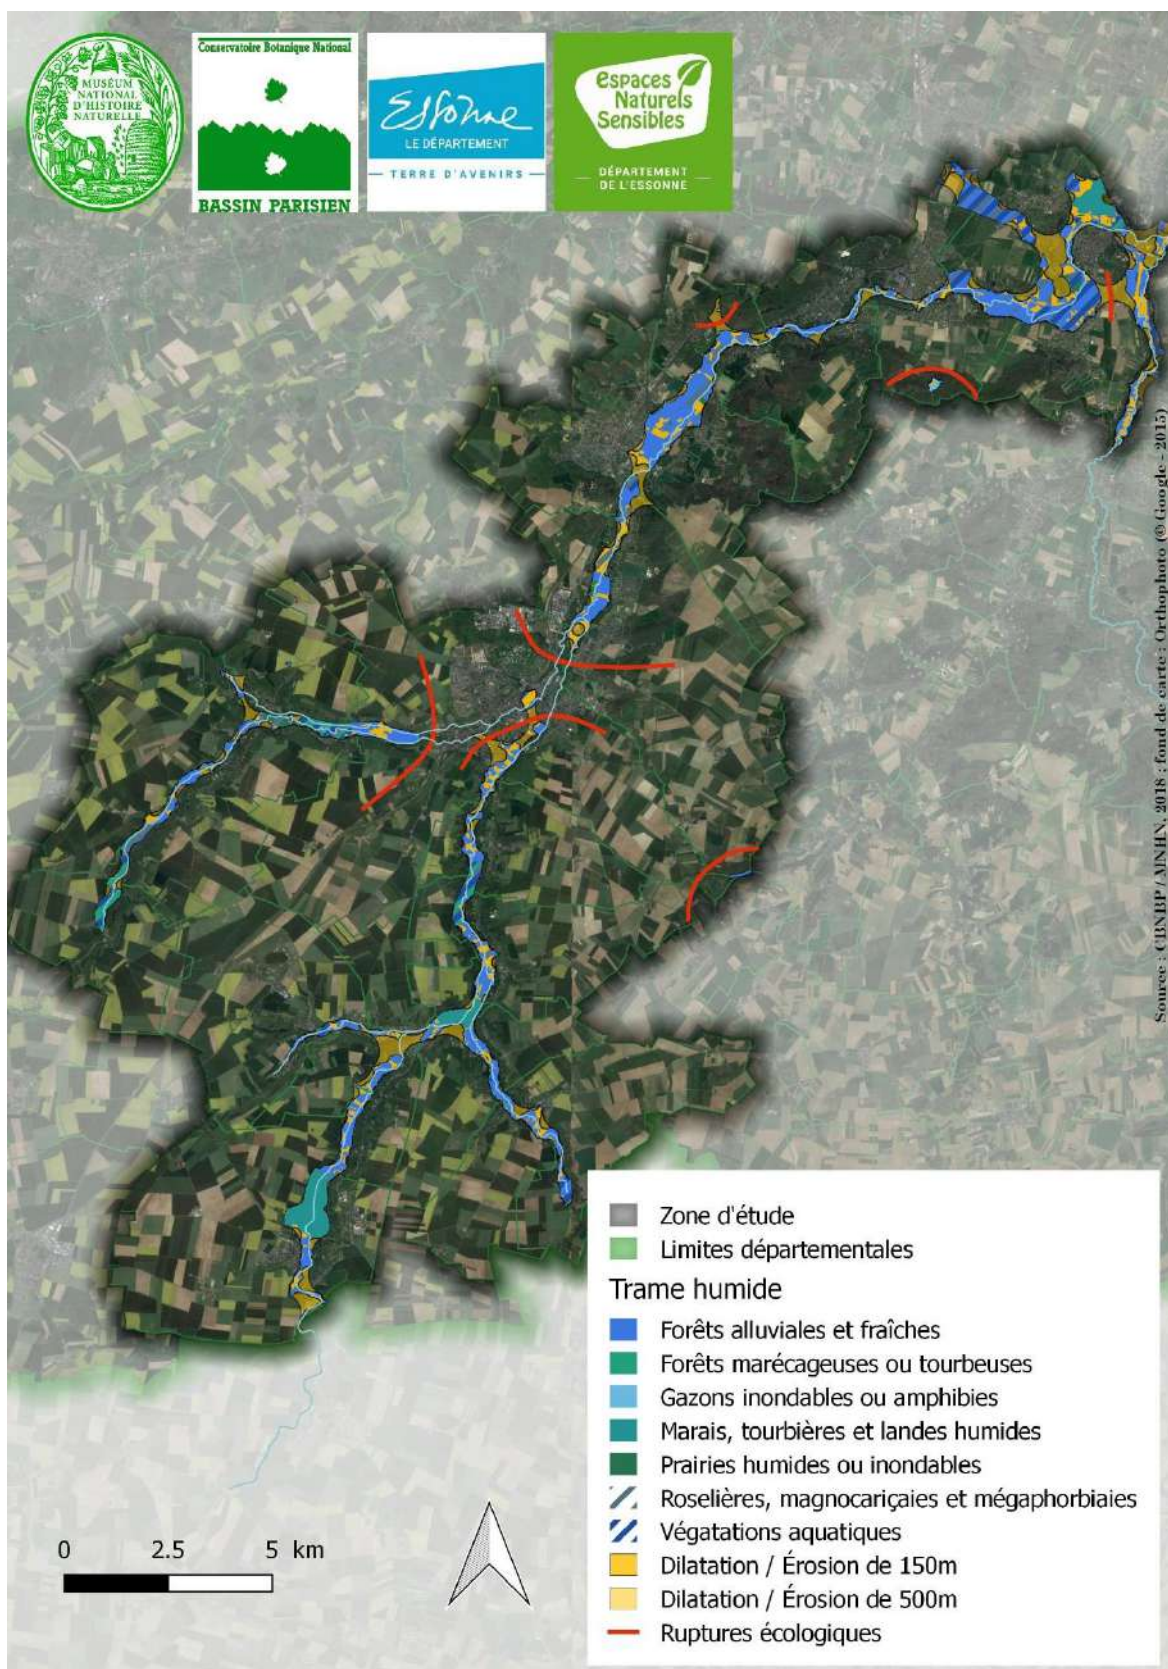 MUSÉUM
NATIONAL
D'HISTOIRE
NATURELLE
Conservatoire Botanique National
BASSIN PARISIEN
Essonne
LE DÉPARTEMENT
TERRE D'AVENIRS
espaces
Naturels
Sensibles
DÉPARTEMENT
DE L'ESSONNE
Source : CBNBP / MNHN, 2018 ; fond de carte : Orthophoto (© Google - 2015)
Zone d'étude
Limites départementales
Trame humide
Forêts alluviales et fraîches
Forêts marécageuses ou tourbeuses
Gazons inondables ou amphibies
Marais, tourbières et landes humides
Prairies humides ou inondables
Roselières, magnocariçaies et mégaphorbiaies
Végatations aquatiques
Dilatation / Érosion de 150m
Dilatation / Érosion de 500m
Ruptures écologiques
0 2.5 5 km